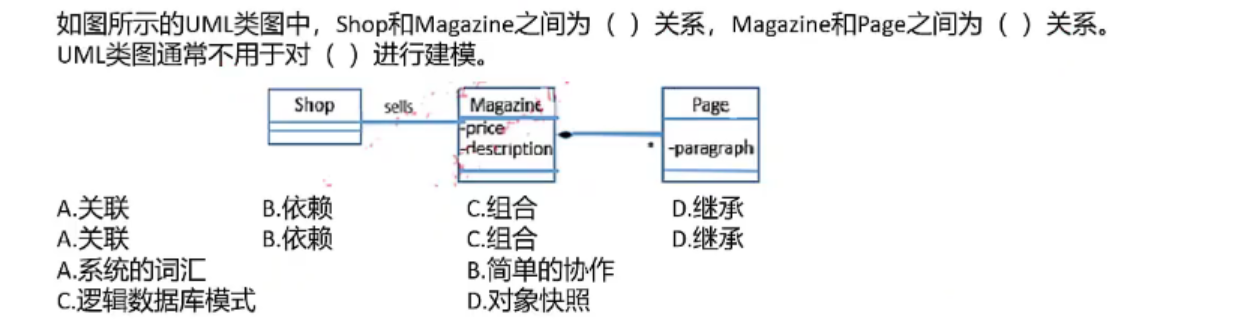 如图所示的UML类图中，Shop和Magazine之间为（ ）关系，Magazine和Page之间为（ ）关系。
UML类图通常不用于对（ ）进行建模。
Shop sells Magazine Page
-price
-description * -paragraph
A.关联 B.依赖 C.组合 D.继承
A.关联 B.依赖 C.组合 D.继承
A.系统的词汇 B.简单的协作
C.逻辑数据库模式 D.对象快照